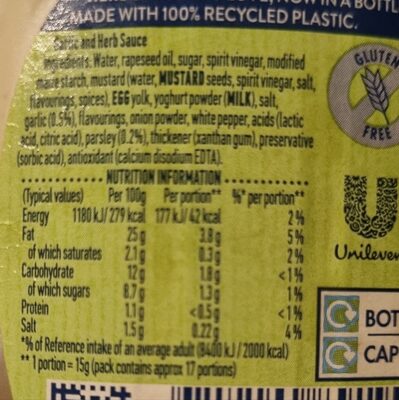 NOW IN A BOTTL
MADE WITH 100% RECYCLED PLASTIC.
Garlic and Herb Sauce
Ingredients: Water, rapeseed oil, sugar, spirit vinegar, modified
maize starch, mustard (water, MUSTARD seeds, spirit vinegar, salt,
flavourings, spices), EGG yolk, yoghurt powder (MILK), salt,
garlic (0.5%), flavourings, onion powder, white pepper, acids (lactic
acid, citric acid), parsley (0.2%), thickener (xanthan gum), preservative
(sorbic acid), antioxidant (calcium disodium EDTA).
GLUTEN
FREE
NUTRITION INFORMATION
(Typical values) Per 100g Per portion** %* per portion**
Energy 1180 kJ/279 kcal 177 kJ/42 kcal 2%
Fat 25g 3.8g 5%
of which saturates 2.1g 0.3g 2%
Carbohydrate 12g 1.8g <1%
of which sugars 8.7g 1.3g 1%
Protein 1.1g <0.5g <1%
Salt 1.5g 0.22g 4%
*% of Reference intake of an average adult (8400 kJ/2000 kcal)
**1 portion = 15g (pack contains approx 17 portions)
Unilever
BOT
CAP